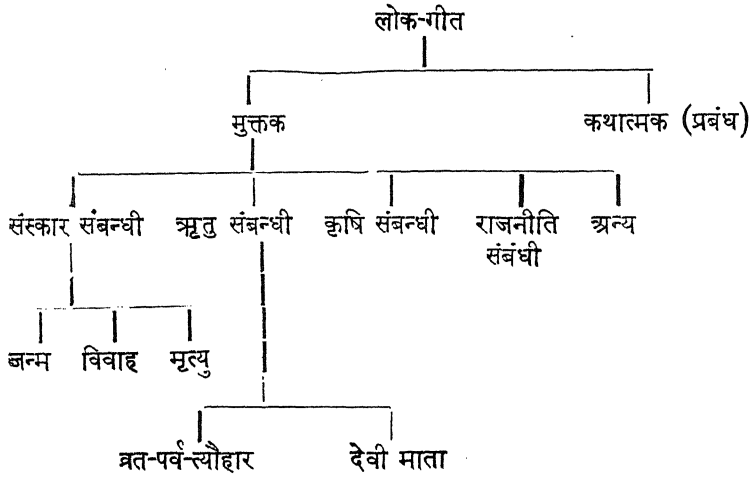 लोक-गीत
मुक्तक कथात्मक (प्रबंध)
संस्कार संबन्धी ऋतु संबन्धी कृषि संबन्धी राजनीति अन्य
संबंधी
जन्म विवाह मृत्यु
व्रत-पर्व-त्यौहार देवी माता